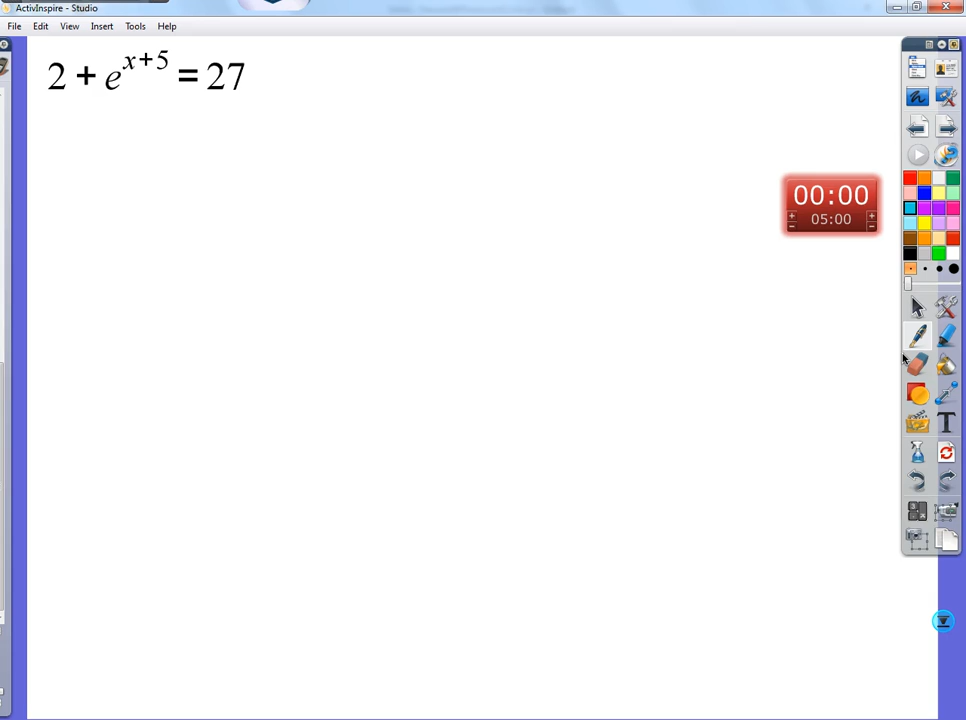 ActivInspire - Studio
File Edit View Insert Tools Help
2 + e^{x+5} = 27
00:00
05:00
T